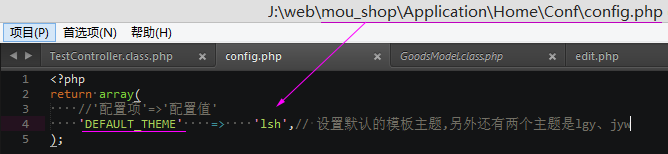 J:\web\mou_shop\Application\Home\Conf\config.php
项目(P) 首选项(N) 帮助(H)
TestController.class.php × config.php × GoodsModel.class.php × edit.php
1 <?php
2 return array(
3 ····//'配置项'=>'配置值'
4 ····'DEFAULT_THEME'····=>····'lsh',//·设置默认的模板主题,另外还有两个主题是lgy、jyw
5 );